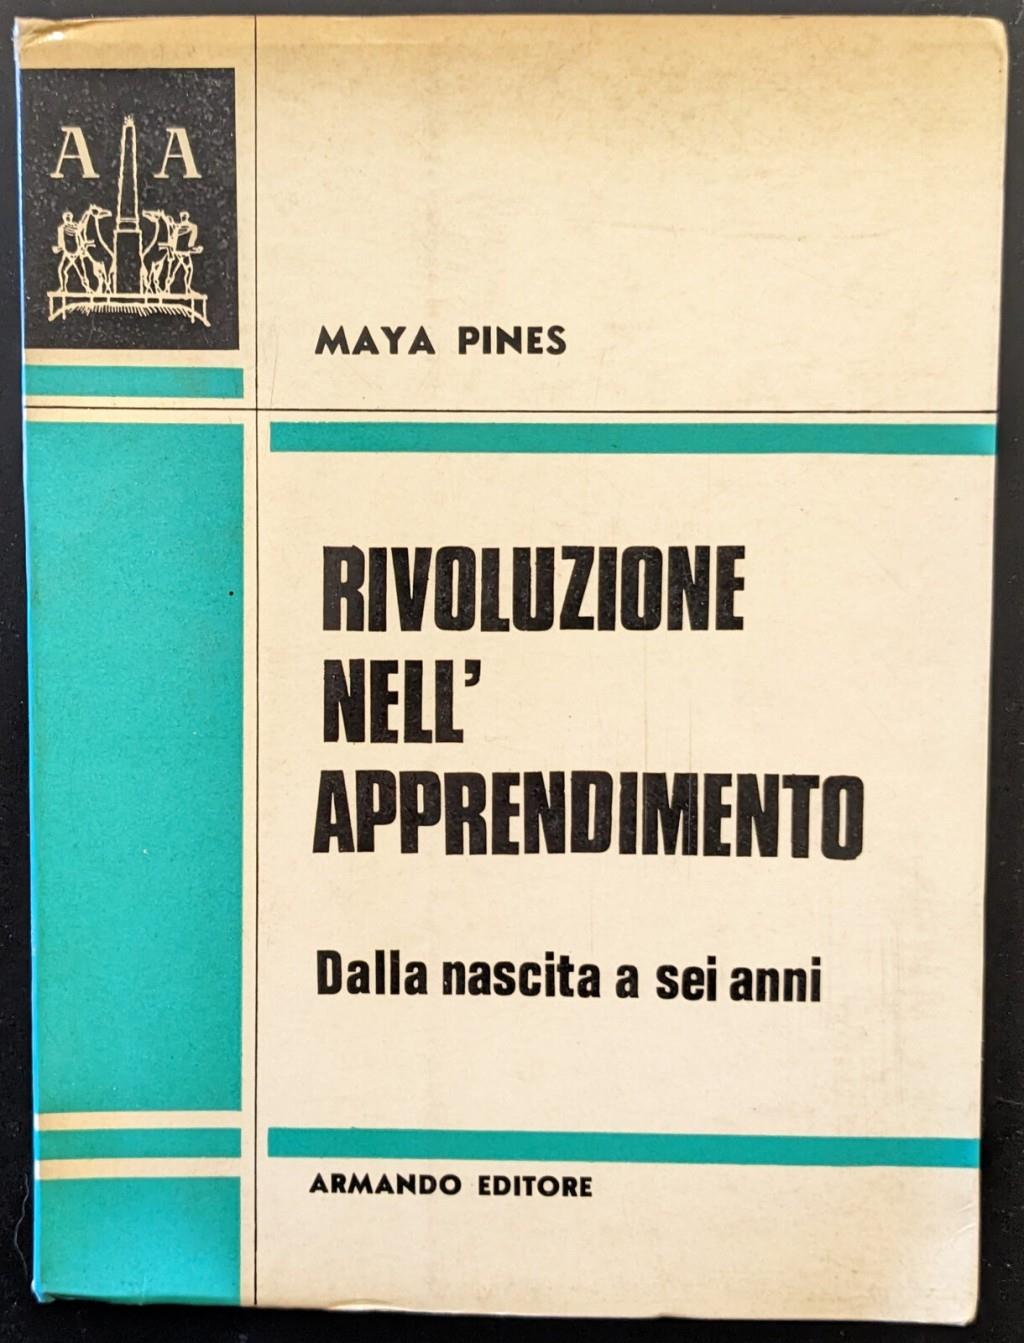 A A
MAYA PINES
RIVOLUZIONE
NELL'
APPRENDIMENTO
Dalla nascita a sei anni
ARMANDO EDITORE